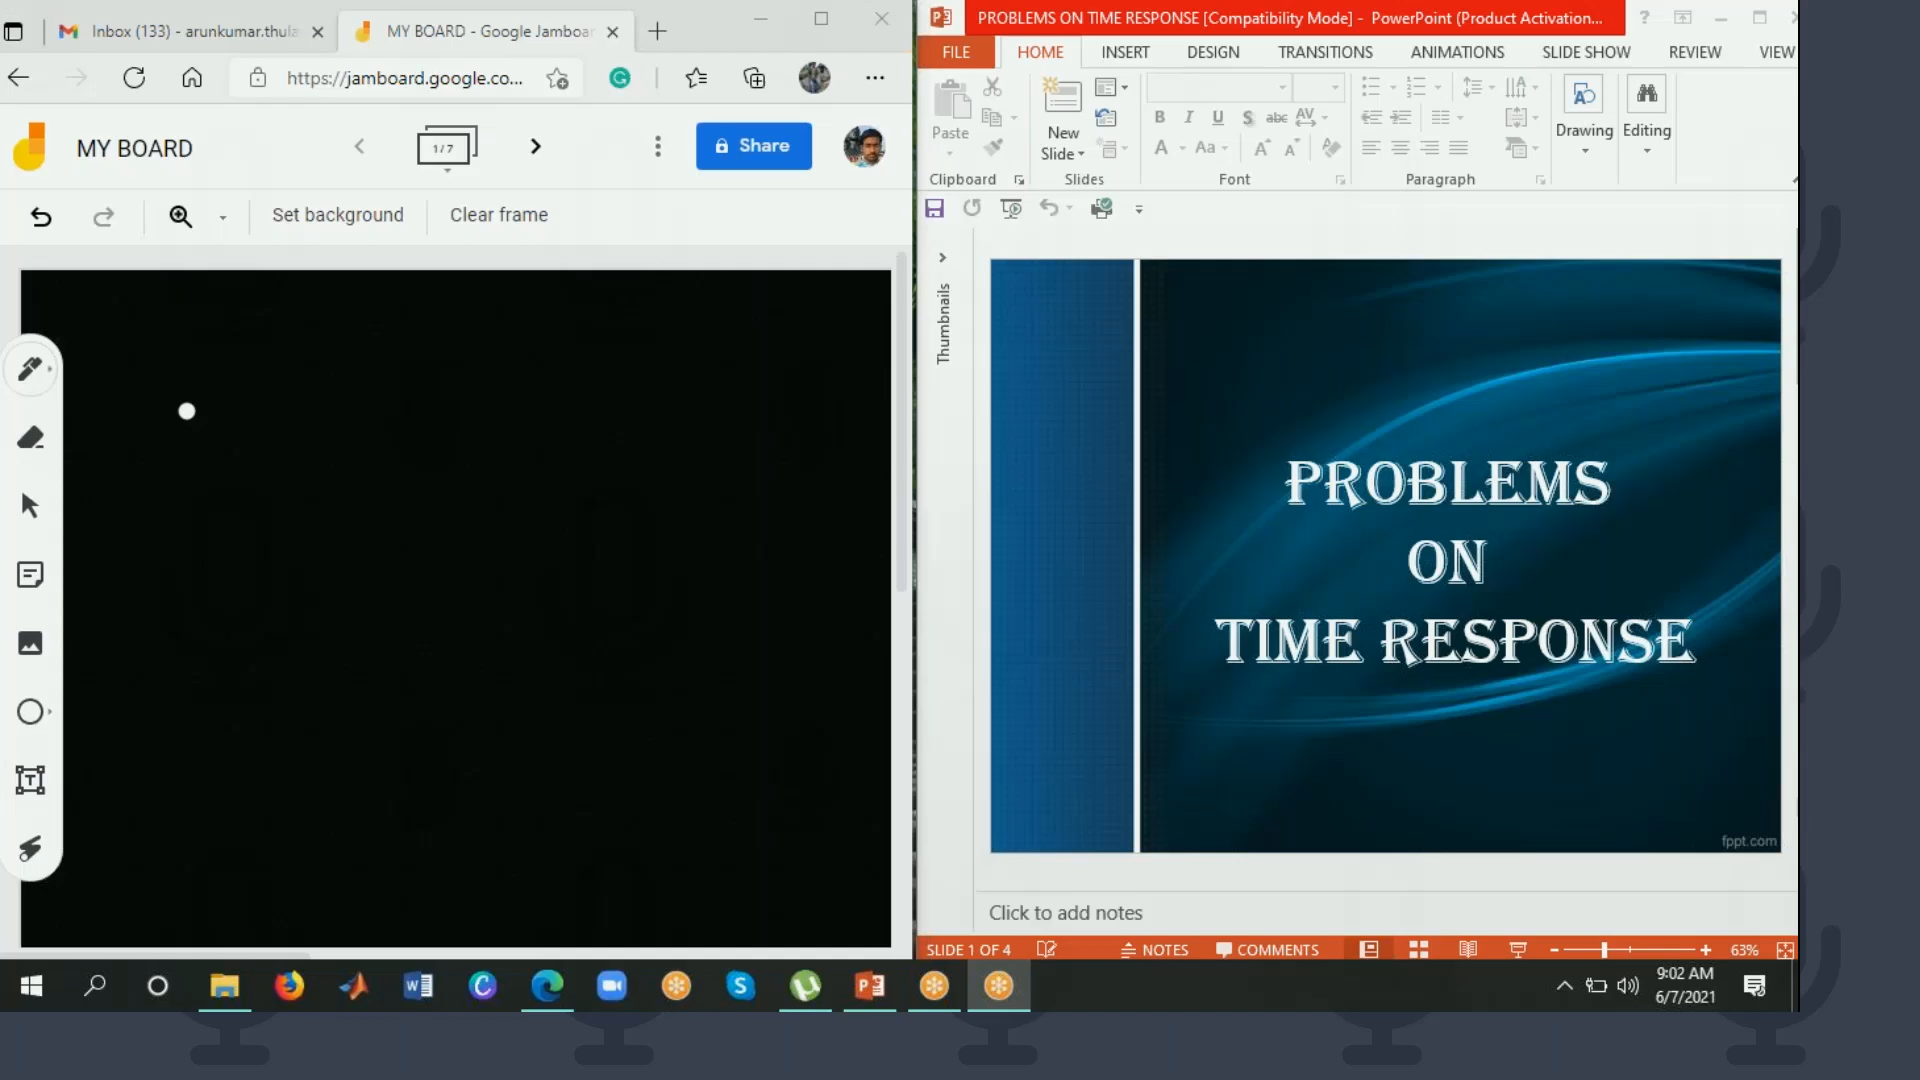 Inbox (133) - arunkumar.thula
MY BOARD - Google Jamboar
https://jamboard.google.co...
MY BOARD
1/7
Share
Set background
Clear frame
PROBLEMS ON TIME RESPONSE [Compatibility Mode] - PowerPoint (Product Activation...
FILE HOME INSERT DESIGN TRANSITIONS ANIMATIONS SLIDE SHOW REVIEW VIEW
Paste
New
Slide
Drawing
Editing
Clipboard
Slides
Font
Paragraph
Thumbnails
PROBLEMS
ON
TIME RESPONSE
fppt.com
Click to add notes
SLIDE 1 OF 4 NOTES COMMENTS 63%
9:02 AM
6/7/2021